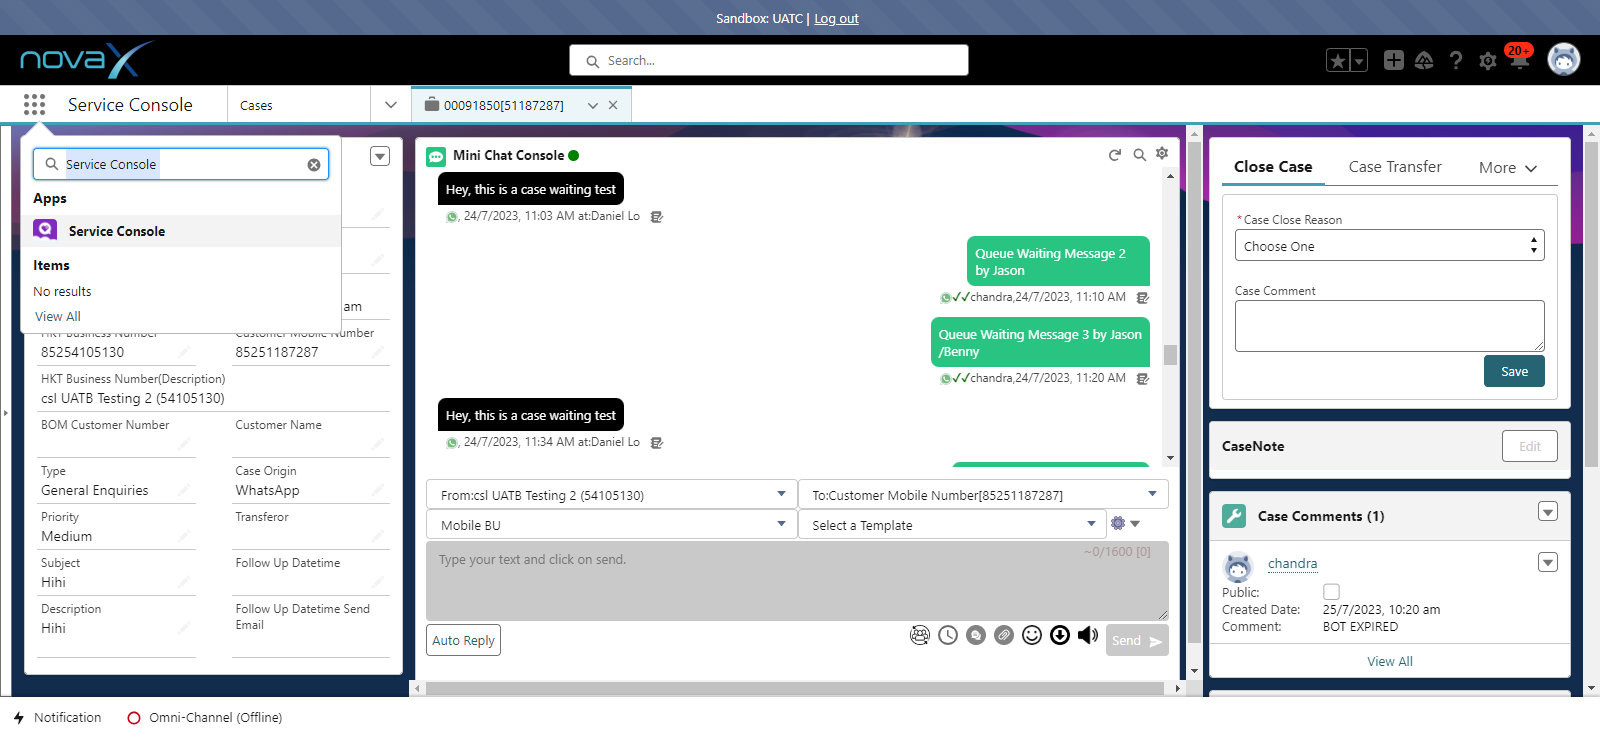 Sandbox: UATC | Log out
novaX
Search...
20+
Service Console
Cases
00091850[51187287]
Service Console
Apps
Service Console
Items
No results
View All
am
HKT Business Number
Customer Mobile Number
85254105130
85251187287
HKT Business Number(Description)
csl UATB Testing 2 (54105130)
BOM Customer Number
Customer Name
Type
Case Origin
General Enquiries
WhatsApp
Priority
Transferor
Medium
Subject
Follow Up Datetime
Hihi
Description
Follow Up Datetime Send
Email
Hihi
Mini Chat Console
Hey, this is a case waiting test
, 24/7/2023, 11:03 AM at:Daniel Lo
Queue Waiting Message 2
by Jason
chandra,24/7/2023, 11:10 AM
Queue Waiting Message 3 by Jason
/Benny
chandra,24/7/2023, 11:20 AM
Hey, this is a case waiting test
, 24/7/2023, 11:34 AM at:Daniel Lo
From:csl UATB Testing 2 (54105130)
To:Customer Mobile Number[85251187287]
Mobile BU
Select a Template
Type your text and click on send.
~0/1600 [0]
Auto Reply
Send
Close Case
Case Transfer
More
*Case Close Reason
Choose One
Case Comment
Save
CaseNote
Edit
Case Comments (1)
chandra
Public:
Created Date:
25/7/2023, 10:20 am
Comment:
BOT EXPIRED
View All
Notification
Omni-Channel (Offline)